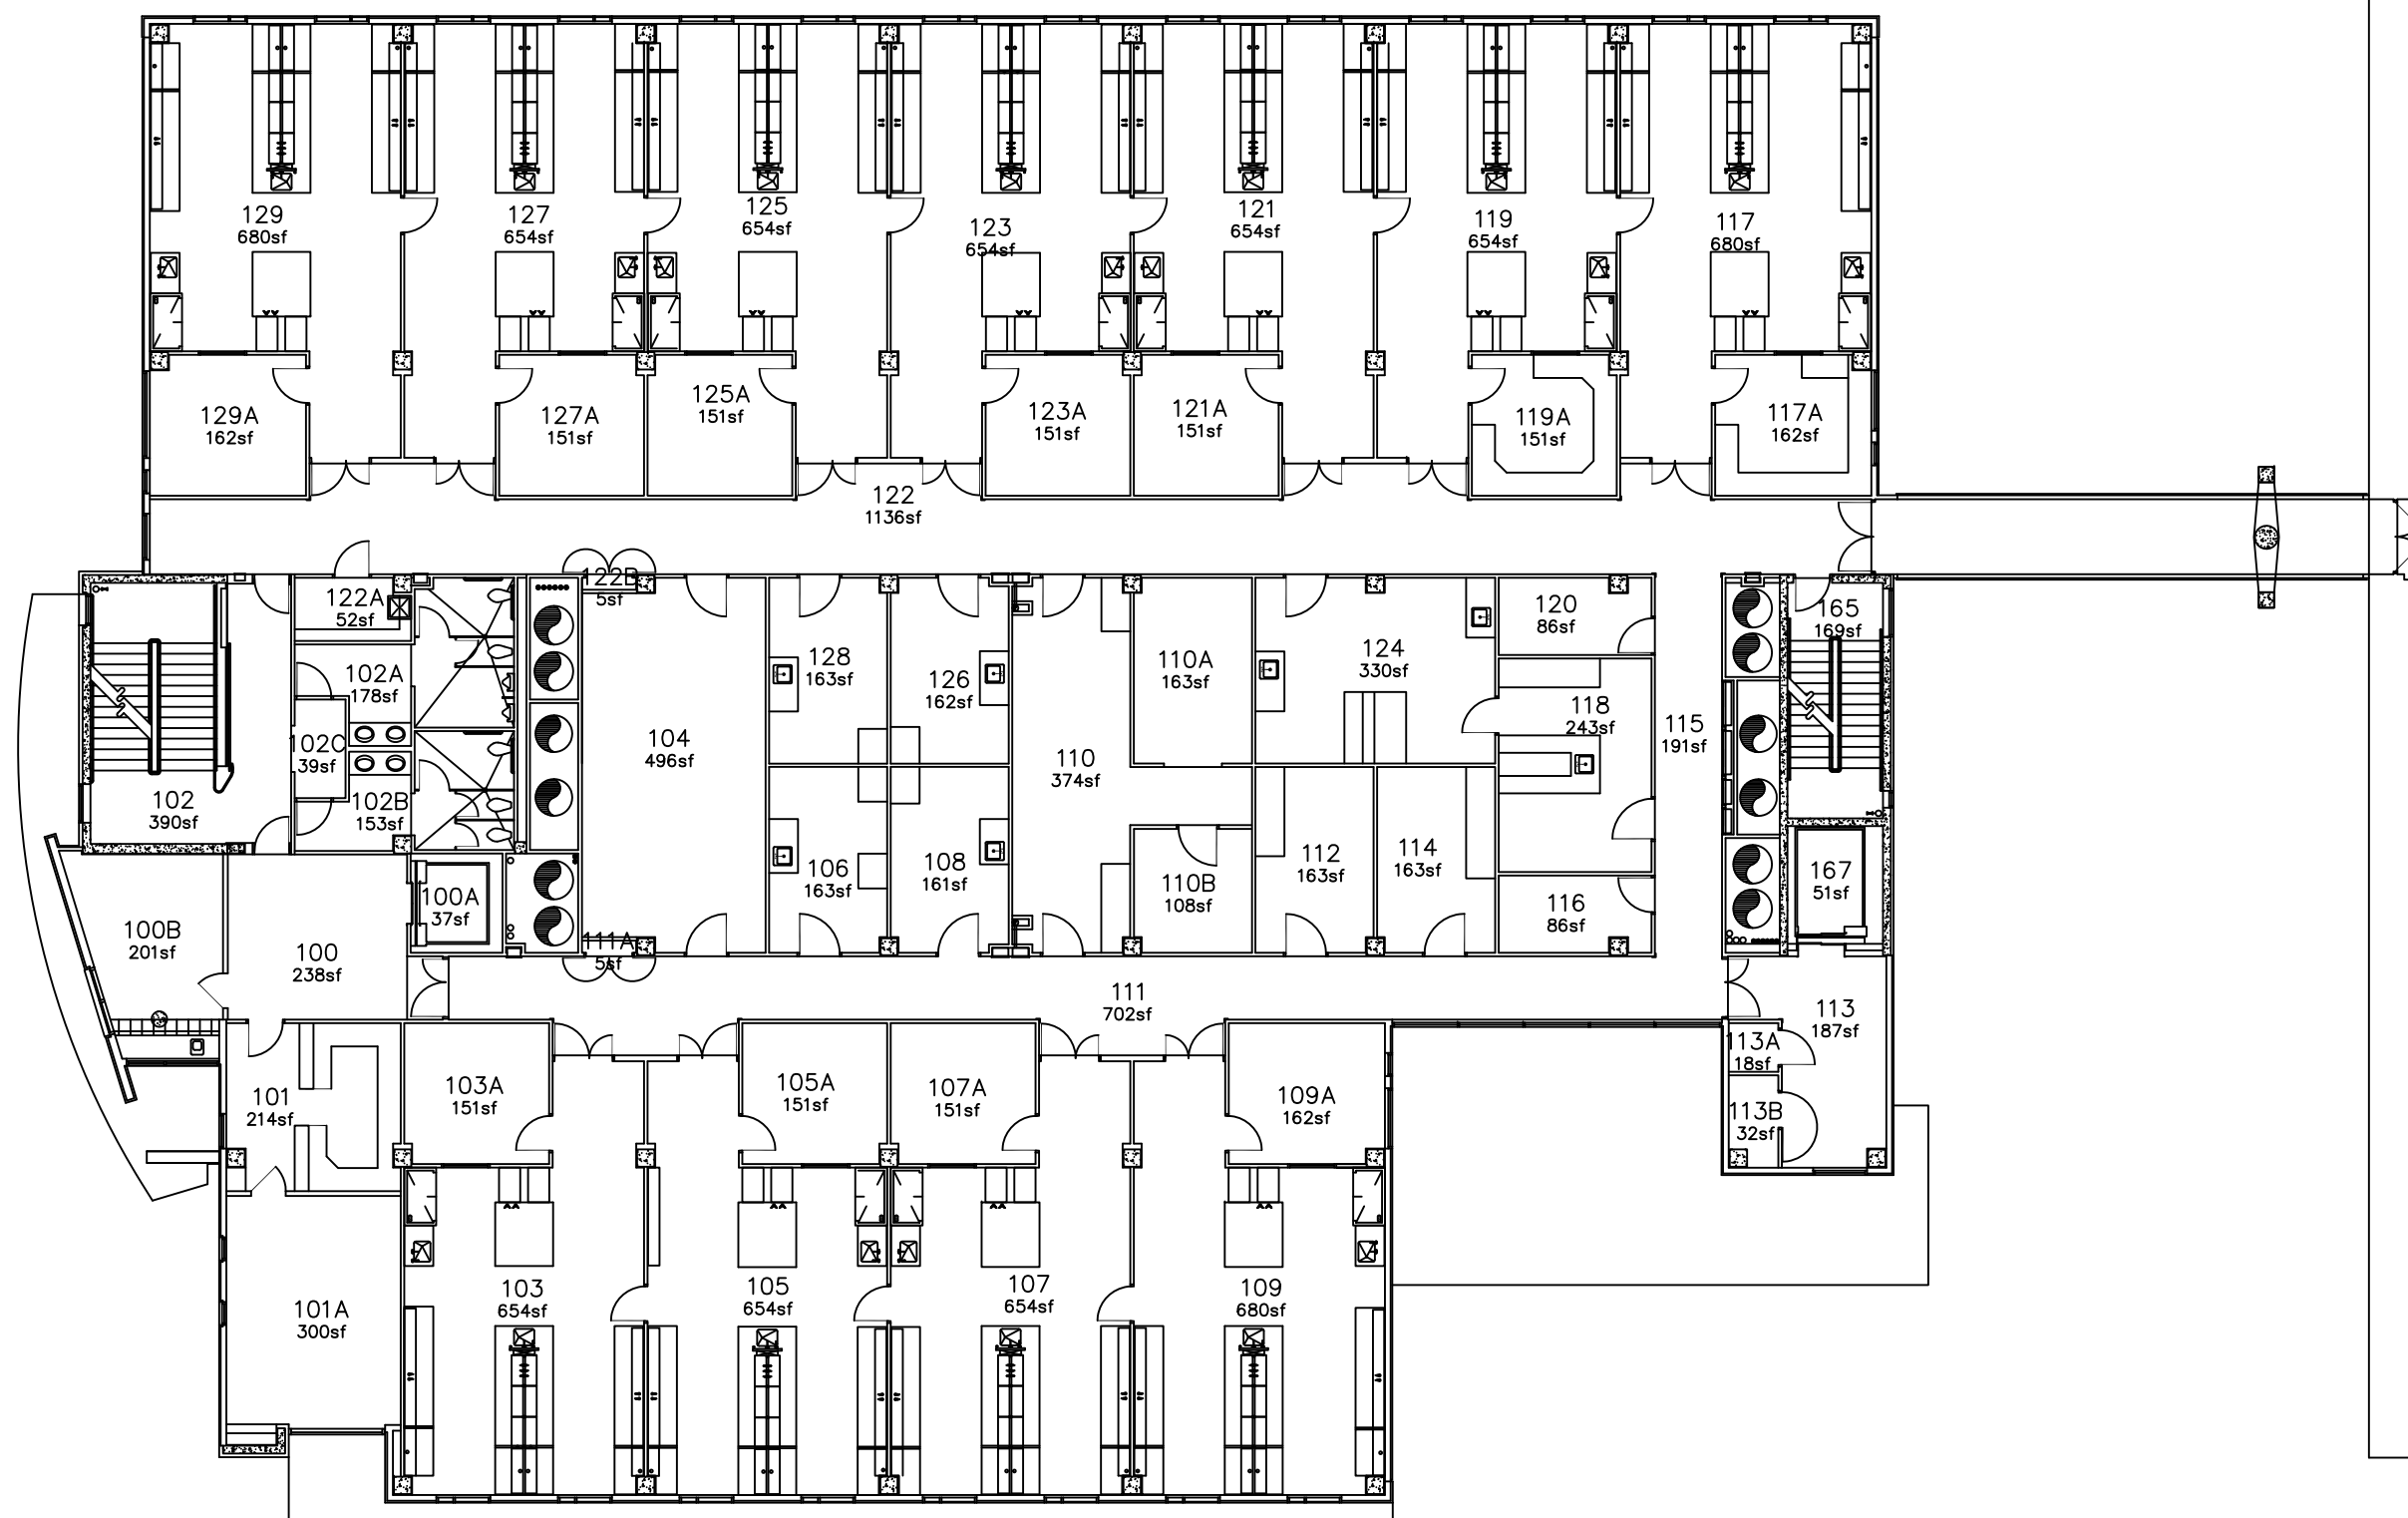 129
680sf
127
654sf
125
654sf
123
654sf
121
654sf
119
654sf
117
680sf
129A
162sf
127A
151sf
125A
151sf
123A
151sf
121A
151sf
119A
151sf
117A
162sf
122
1136sf
122A
52sf
122B
5sf
102A
178sf
102C
39sf
102B
153sf
102
390sf
104
496sf
128
163sf
126
162sf
110A
163sf
110
374sf
124
330sf
120
86sf
118
243sf
115
191sf
165
169sf
100B
201sf
100
238sf
100A
37sf
111A
5sf
106
163sf
108
161sf
110B
108sf
112
163sf
114
163sf
116
86sf
167
51sf
111
702sf
113
187sf
113A
18sf
113B
32sf
101
214sf
103A
151sf
105A
151sf
107A
151sf
109A
162sf
101A
300sf
103
654sf
105
654sf
107
654sf
109
680sf